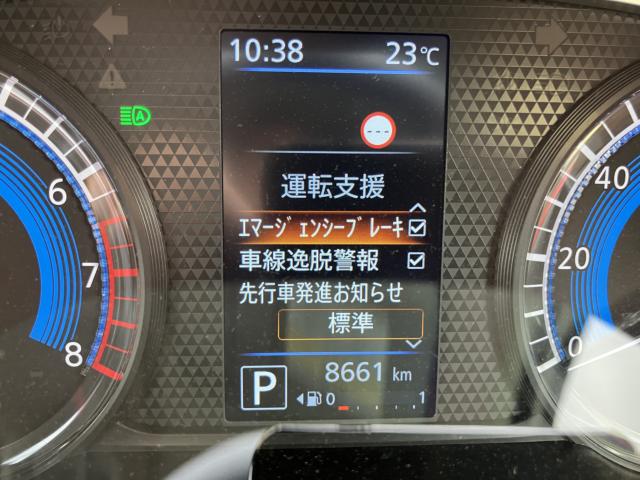 10:38 23℃
---
運転支援
ｴﾏｰｼﾞｪﾝｼｰﾌﾞﾚｰｷ
車線逸脱警報
先行車発進お知らせ
標準
P 8661 km
0 1
A
6
7
8
40
20
0